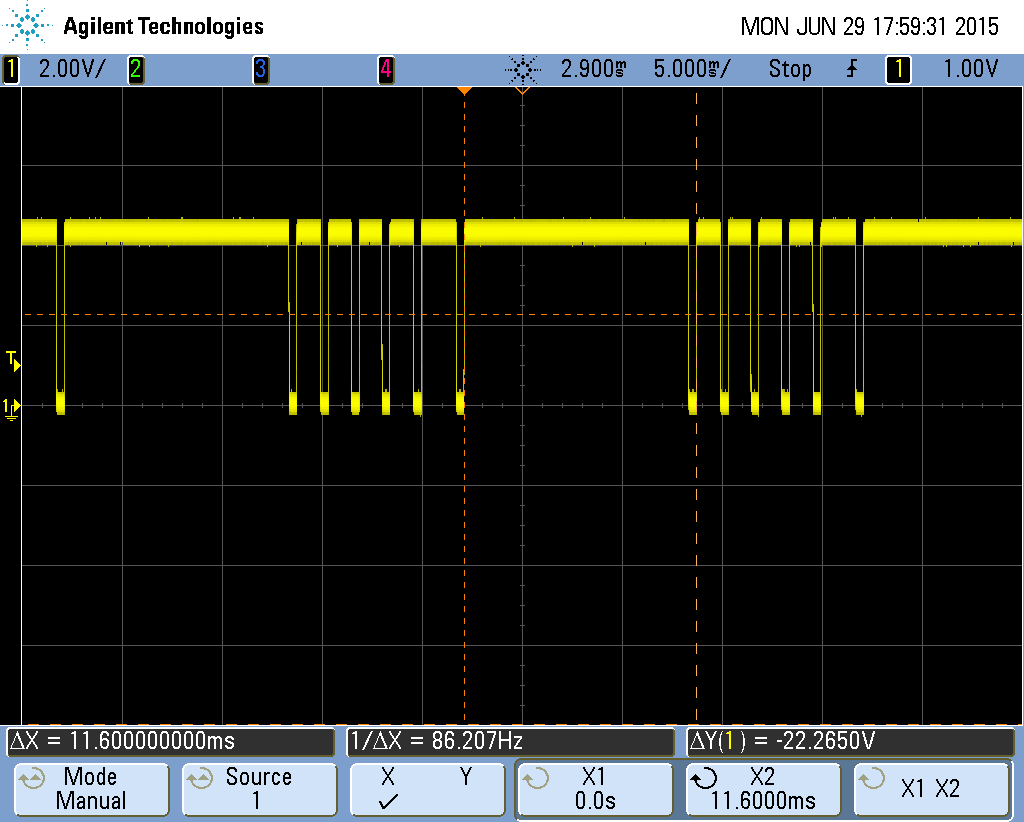 Agilent Technologies MON JUN 29 17:59:31 2015
1 2.00V/ 2 3 4 2.900ms 5.000ms/ Stop 1 1.00V
T
1
ΔX = 11.600000000ms 1/ΔX = 86.207Hz ΔY(1) = -22.2650V
Mode Source X Y X1 X2 X1 X2
Manual 1 0.0s 11.6000ms